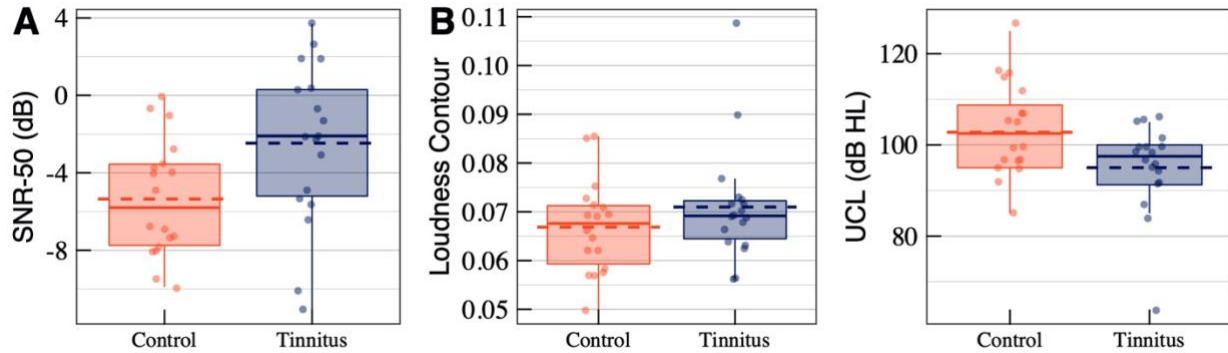 A
SNR-50 (dB)
4
0
-4
-8
Control
Tinnitus
B
Loudness Contour
0.11
0.10
0.09
0.08
0.07
0.06
0.05
Control
Tinnitus
UCL (dB HL)
120
100
80
Control
Tinnitus